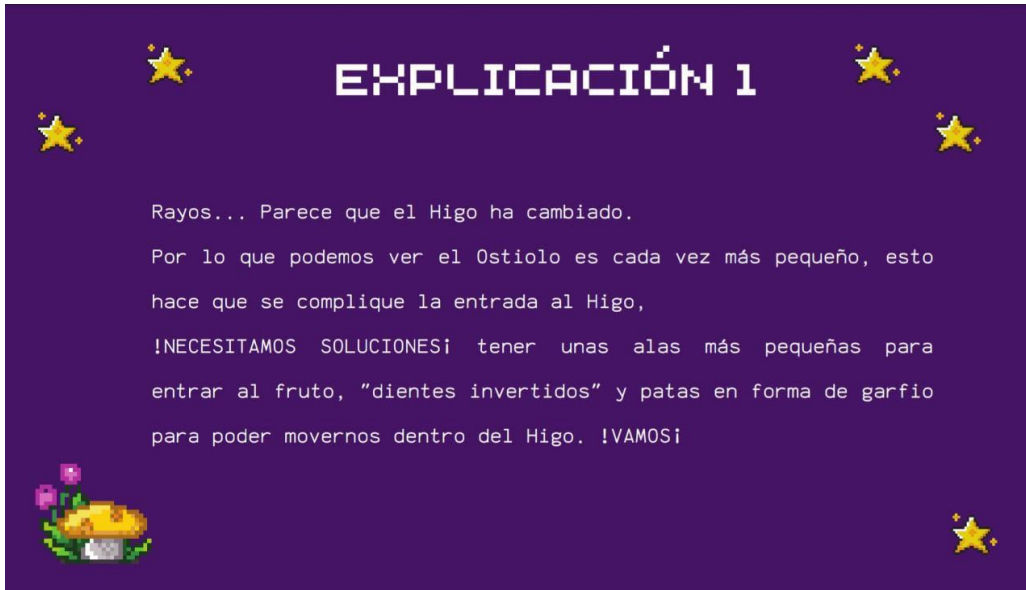 EXPLICACIÓN 1
Rayos... Parece que el Higo ha cambiado.
Por lo que podemos ver el Ostiolo es cada vez más pequeño, esto
hace que se complique la entrada al Higo,
!NECESITAMOS SOLUCIONES¡ tener unas alas más pequeñas para
entrar al fruto, "dientes invertidos" y patas en forma de garfio
para poder movernos dentro del Higo. !VAMOS¡